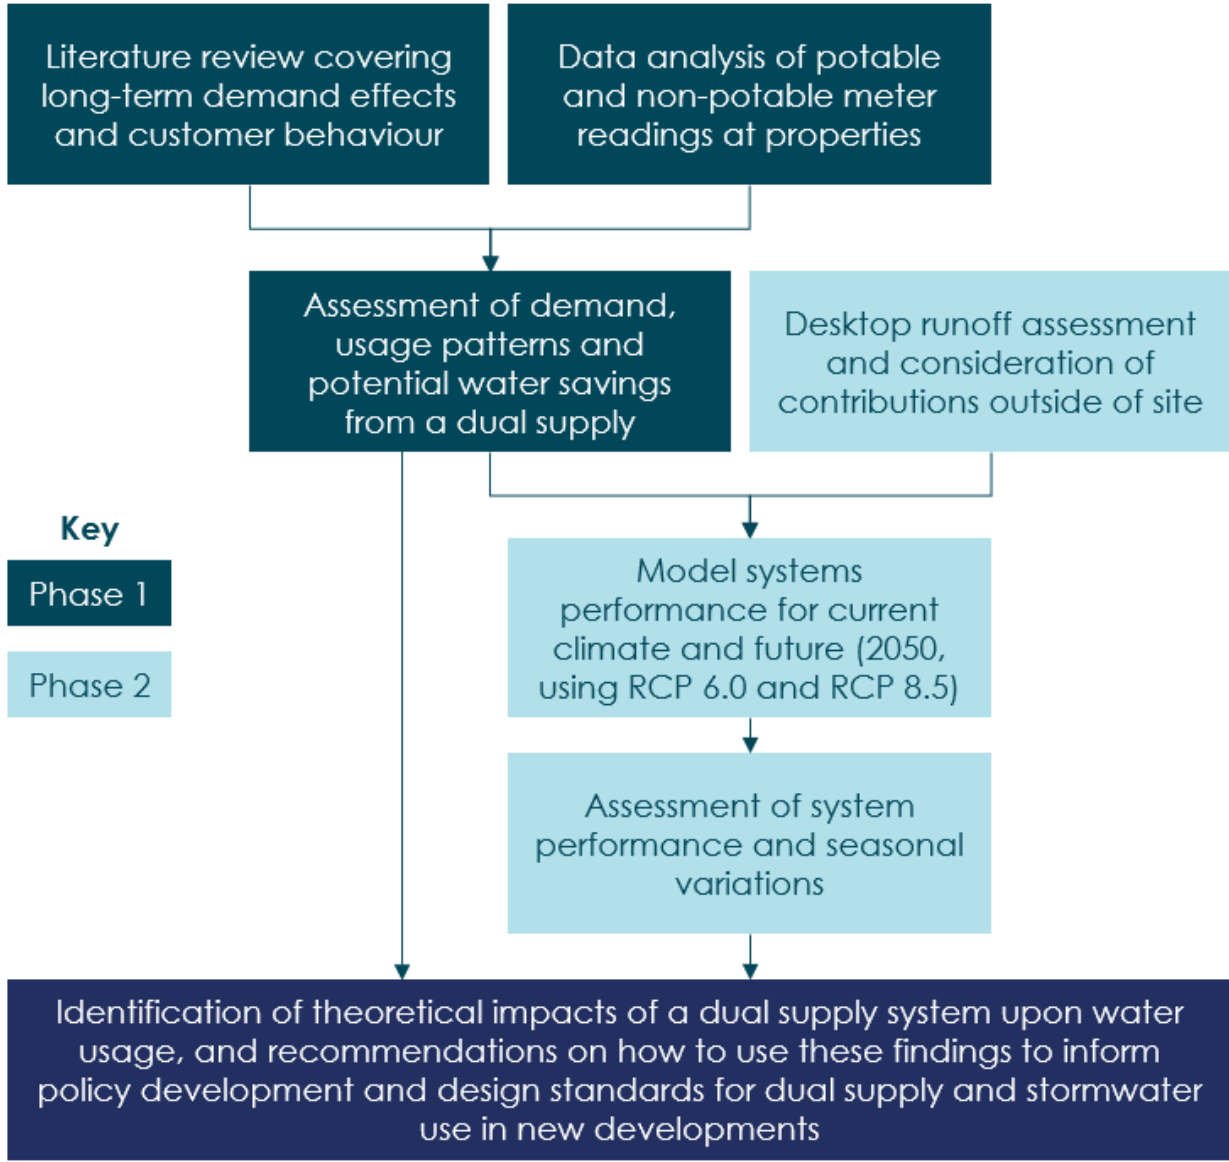 Literature review covering
long-term demand effects
and customer behaviour
Data analysis of potable
and non-potable meter
readings at properties
Assessment of demand,
usage patterns and
potential water savings
from a dual supply
Desktop runoff assessment
and consideration of
contributions outside of site
Key
Phase 1
Phase 2
Model systems
performance for current
climate and future (2050,
using RCP 6.0 and RCP 8.5)
Assessment of system
performance and seasonal
variations
Identification of theoretical impacts of a dual supply system upon water
usage, and recommendations on how to use these findings to inform
policy development and design standards for dual supply and stormwater
use in new developments